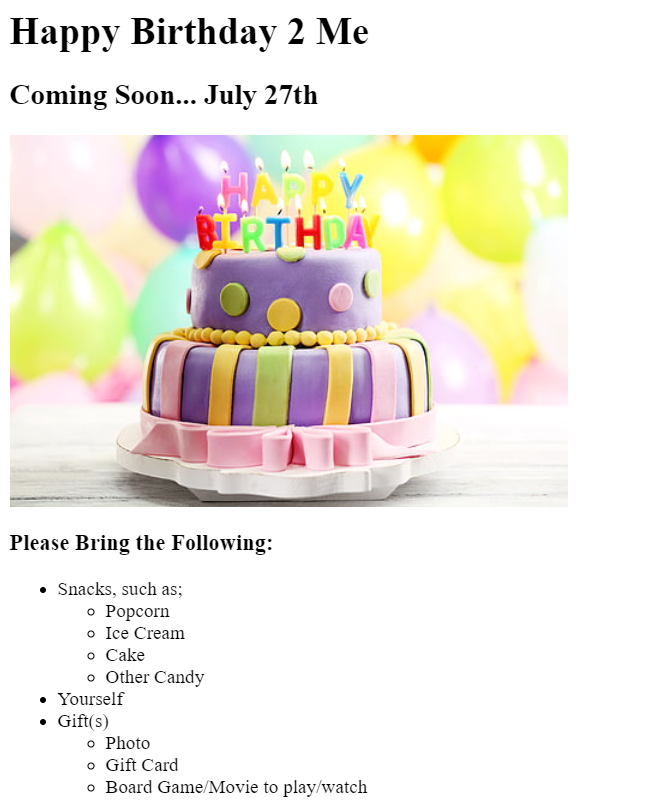 Happy Birthday 2 Me
Coming Soon... July 27th
HAPPY
BIRTHDAY
Please Bring the Following:
Snacks, such as;
Popcorn
Ice Cream
Cake
Other Candy
Yourself
Gift(s)
Photo
Gift Card
Board Game/Movie to play/watch